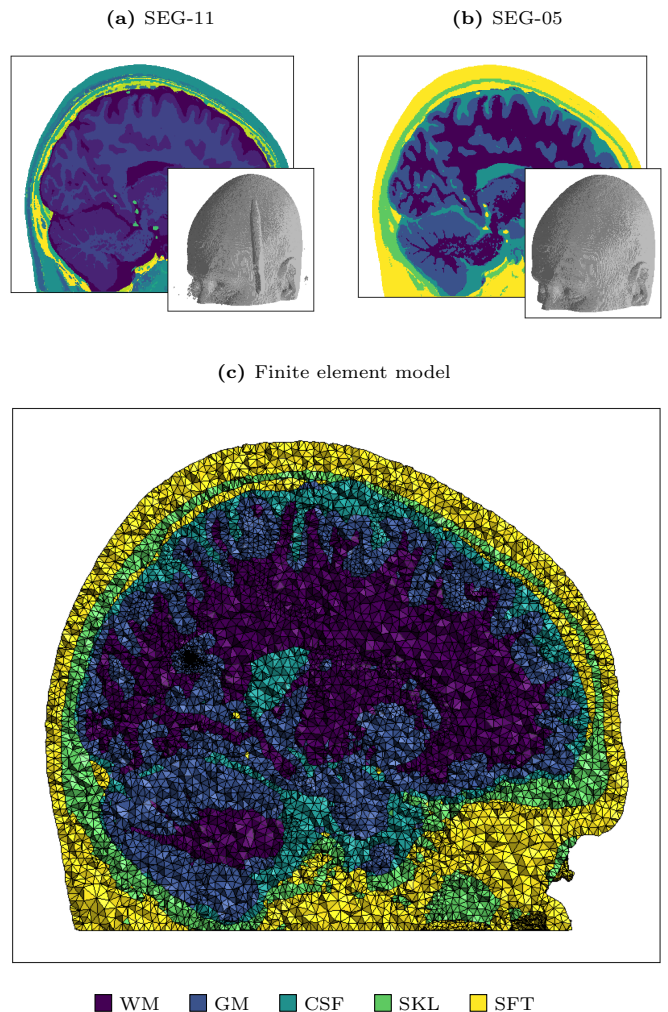 (a) SEG-11
(b) SEG-05
(c) Finite element model
WM GM CSF SKL SFT